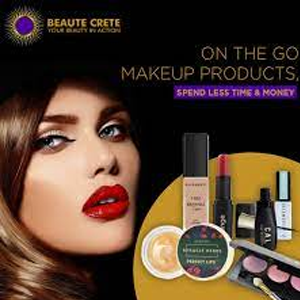 BEAUTE CRETE
YOUR BEAUTY IN ACTION
ON THE GO
MAKEUP PRODUCTS,
SPEND LESS TIME & MONEY